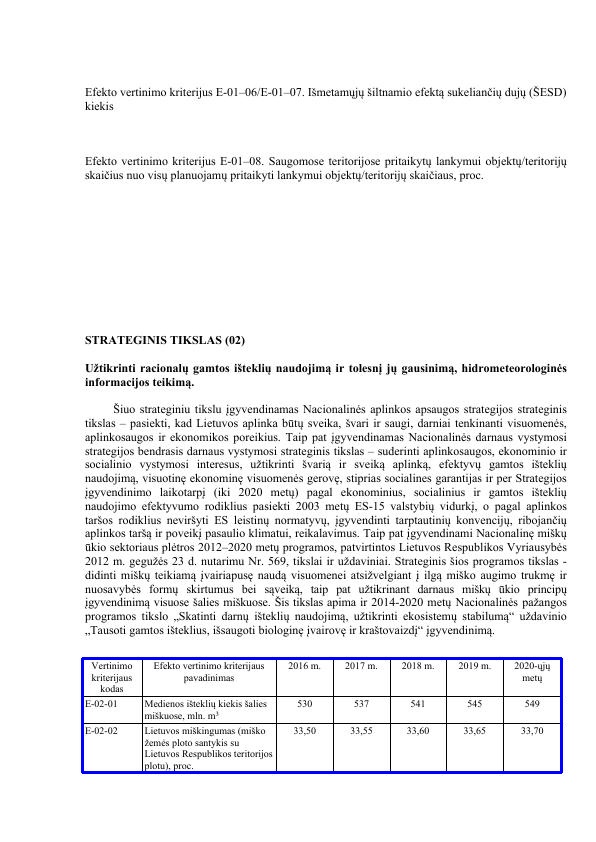 Efekto vertinimo kriterijus E-01–06/E-01–07. Išmetamųjų šiltnamio efektą sukeliančių dujų (ŠESD)
kiekis
Efekto vertinimo kriterijus E-01–08. Saugomose teritorijose pritaikytų lankymui objektų/teritorijų
skaičius nuo visų planuojamų pritaikyti lankymui objektų/teritorijų skaičiaus, proc.
STRATEGINIS TIKSLAS (02)
Užtikrinti racionalų gamtos išteklių naudojimą ir tolesnį jų gausinimą, hidrometeorologinės
informacijos teikimą.
Šiuo strateginiu tikslu įgyvendinamas Nacionalinės aplinkos apsaugos strategijos strateginis
tikslas – pasiekti, kad Lietuvos aplinka būtų sveika, švari ir saugi, darniai tenkinanti visuomenės,
aplinkosaugos ir ekonomikos poreikius. Taip pat įgyvendinamas Nacionalinės darnaus vystymosi
strategijos bendrasis darnaus vystymosi strateginis tikslas – suderinti aplinkosaugos, ekonominio ir
socialinio vystymosi interesus, užtikrinti švarią ir sveiką aplinką, efektyvų gamtos išteklių
naudojimą, visuotinę ekonominę visuomenės gerovę, stiprias socialines garantijas ir per Strategijos
įgyvendinimo laikotarpį (iki 2020 metų) pagal ekonominius, socialinius ir gamtos išteklių
naudojimo efektyvumo rodiklius pasiekti 2003 metų ES-15 valstybių vidurkį, o pagal aplinkos
taršos rodiklius neviršyti ES leistinų normatyvų, įgyvendinti tarptautinių konvencijų, ribojančių
aplinkos taršą ir poveikį pasaulio klimatui, reikalavimus. Taip pat įgyvendinami Nacionalinę miškų
ūkio sektoriaus plėtros 2012–2020 metų programos, patvirtintos Lietuvos Respublikos Vyriausybės
2012 m. gegužės 23 d. nutarimu Nr. 569, tikslai ir uždaviniai. Strateginis šios programos tikslas -
didinti miškų teikiamą įvairiapusę naudą visuomenei atsižvelgiant į ilgą miško augimo trukmę ir
nuosavybės formų skirtumus bei sąveiką, taip pat užtikrinant darnaus miškų ūkio principų
įgyvendinimą visuose šalies miškuose. Šis tikslas apima ir 2014-2020 metų Nacionalinės pažangos
programos tikslo „Skatinti darnų išteklių naudojimą, užtikrinti ekosistemų stabilumą“ uždavinio
„Tausoti gamtos išteklius, išsaugoti biologinę įvairovę ir kraštovaizdį“ įgyvendinimą.
Vertinimo kriterijaus kodas Efekto vertinimo kriterijaus pavadinimas 2016 m. 2017 m. 2018 m. 2019 m. 2020-ųjų metų
E-02-01 Medienos išteklių kiekis šalies 530 537 541 545 549
miškuose, mln. m³
E-02-02 Lietuvos miškingumas (miško 33,50 33,55 33,60 33,65 33,70
žemės ploto santykis su
Lietuvos Respublikos teritorijos
plotu), proc.